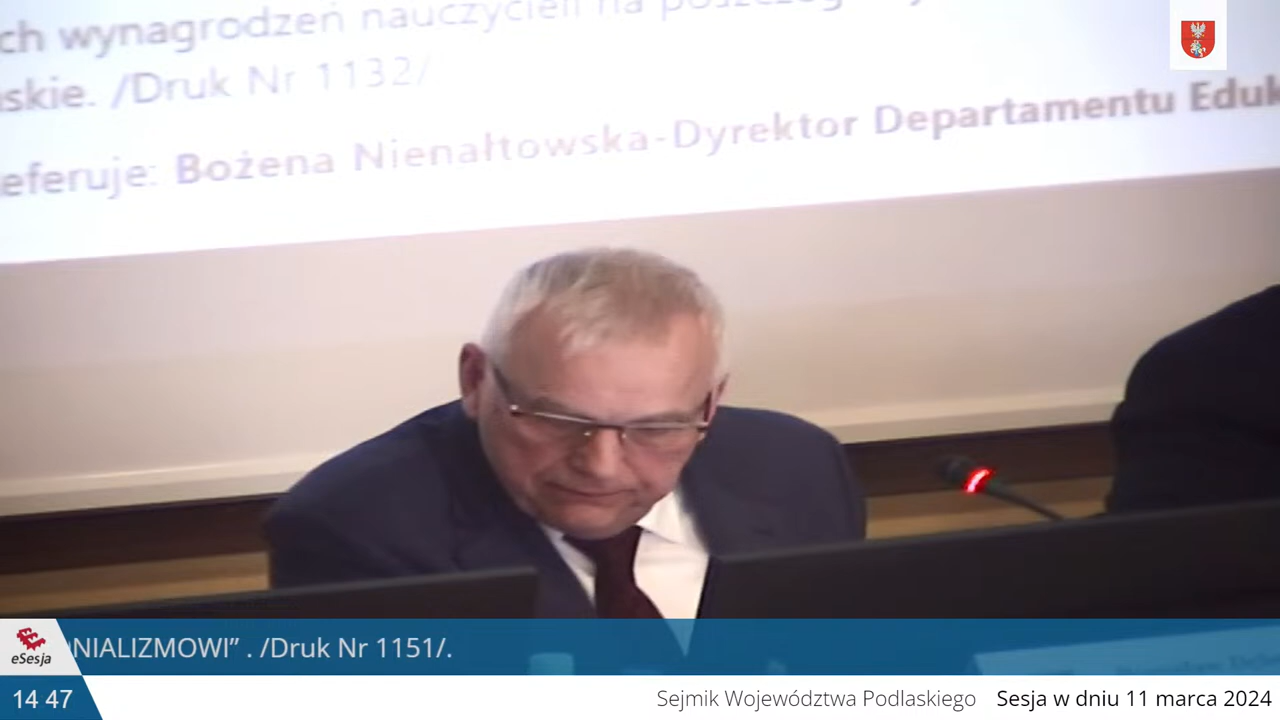 ch wynagrodzeń nauczycieli na
skie. /Druk Nr 1132/
eferuje: Bożena Nienałtowska-Dyrektor Departamentu Eduk
NIALIZMOWI” . /Druk Nr 1151/.
eSesja
14 47
Sejmik Województwa Podlaskiego Sesja w dniu 11 marca 2024